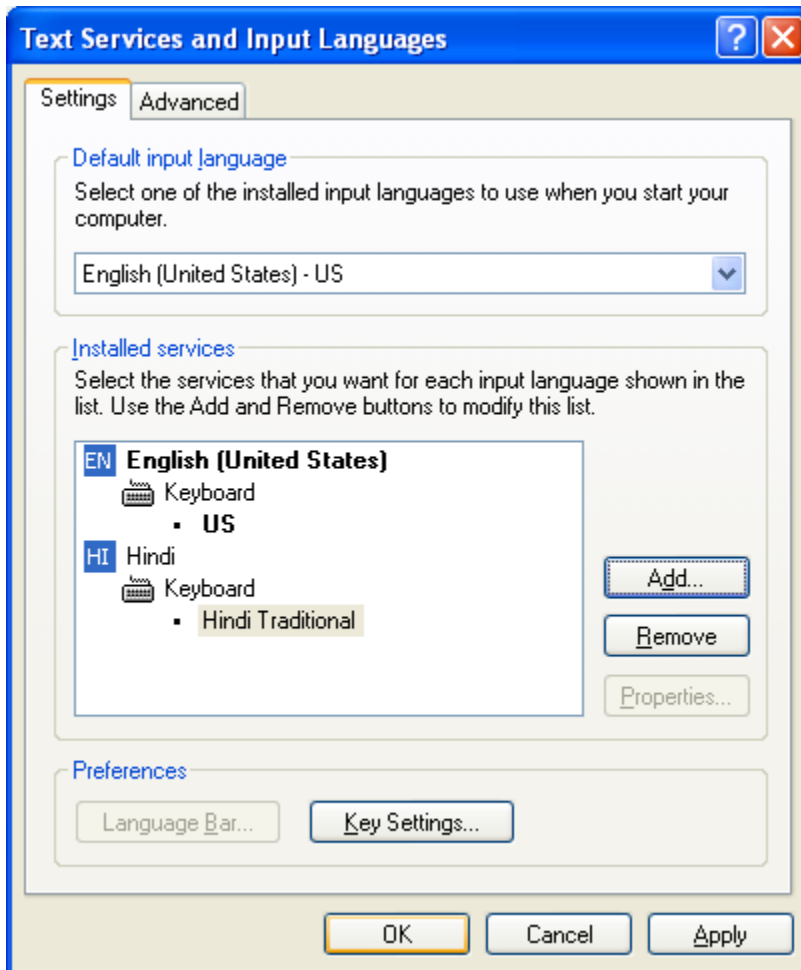 Text Services and Input Languages
Settings
Advanced
Default input language
Select one of the installed input languages to use when you start your
computer.
English (United States) - US
Installed services
Select the services that you want for each input language shown in the
list. Use the Add and Remove buttons to modify this list.
EN English (United States)
Keyboard
US
HI Hindi
Keyboard
Hindi Traditional
Add...
Remove
Properties...
Preferences
Language Bar...
Key Settings...
OK
Cancel
Apply